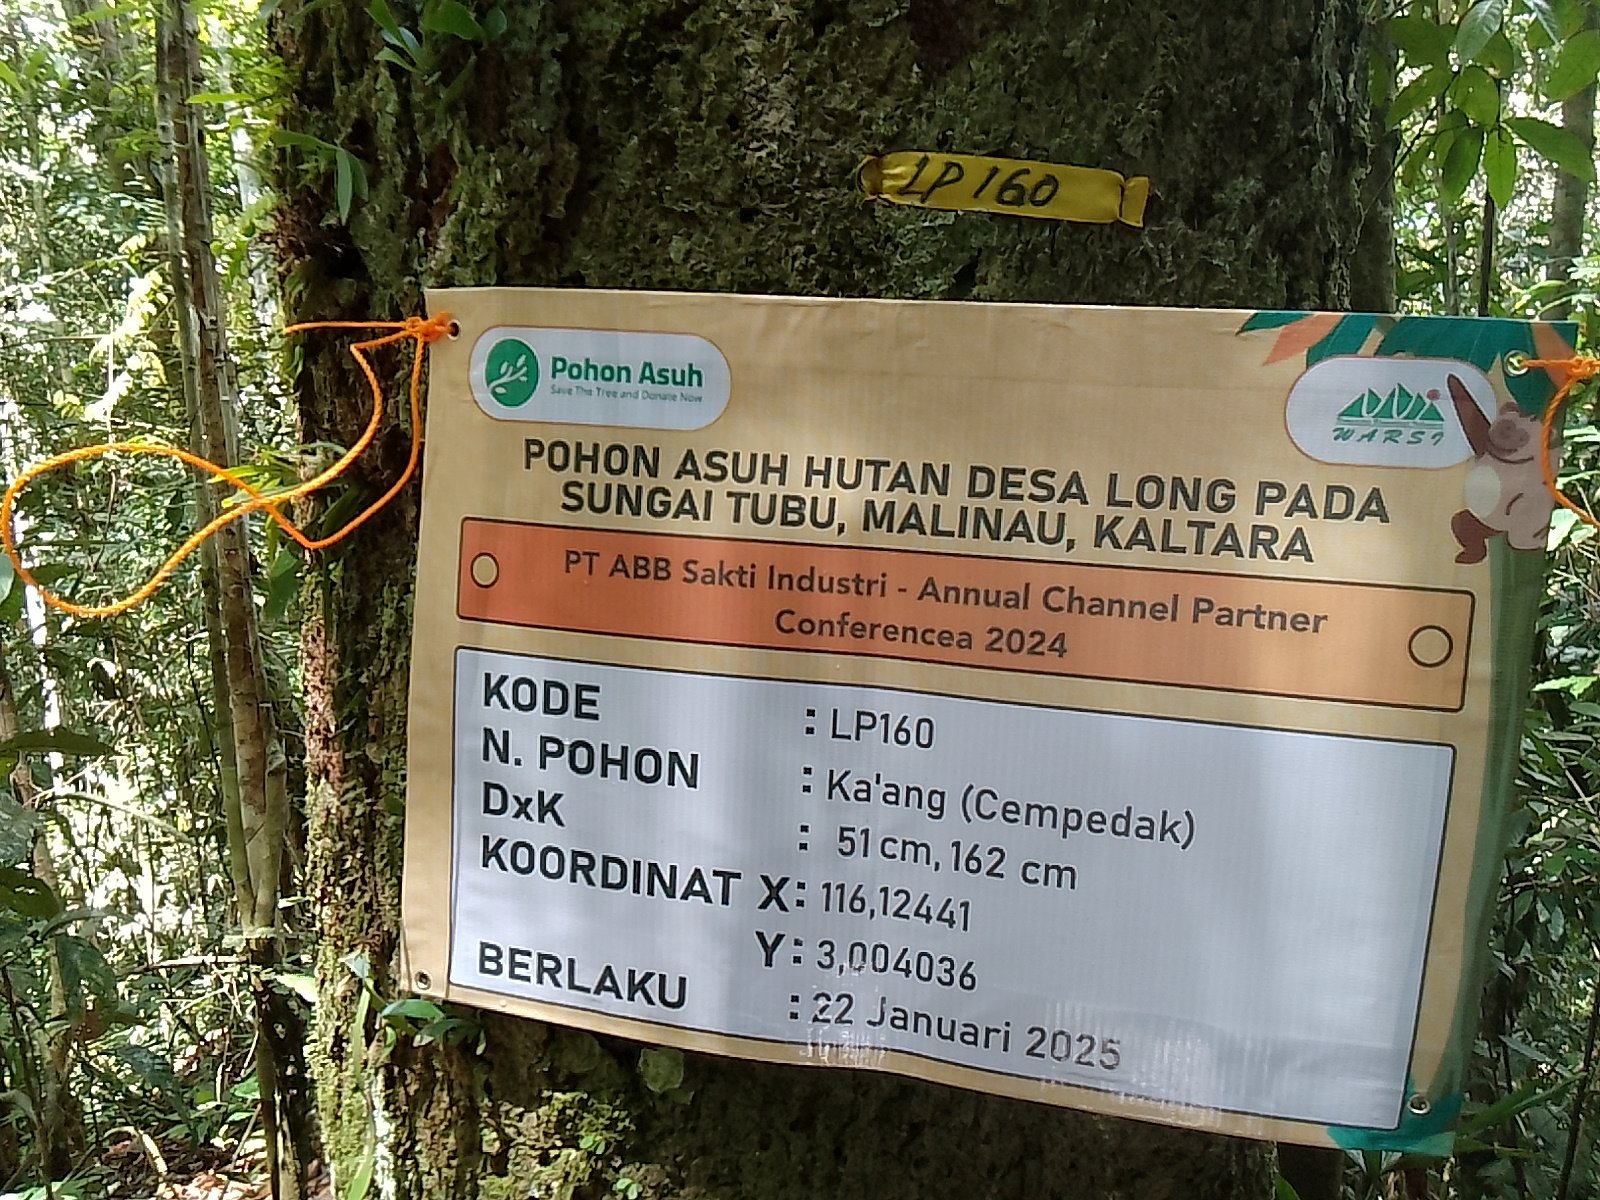 LP 160
Pohon Asuh
Save The Tree and Donate Now
WARSI
POHON ASUH HUTAN DESA LONG PADA
SUNGAI TUBU, MALINAU, KALTARA
PT ABB Sakti Industri - Annual Channel Partner
Conferencea 2024
KODE : LP160
N. POHON : Ka'ang (Cempedak)
DxK : 51 cm, 162 cm
KOORDINAT X : 116,12441
Y : 3,004036
BERLAKU : 22 Januari 2025